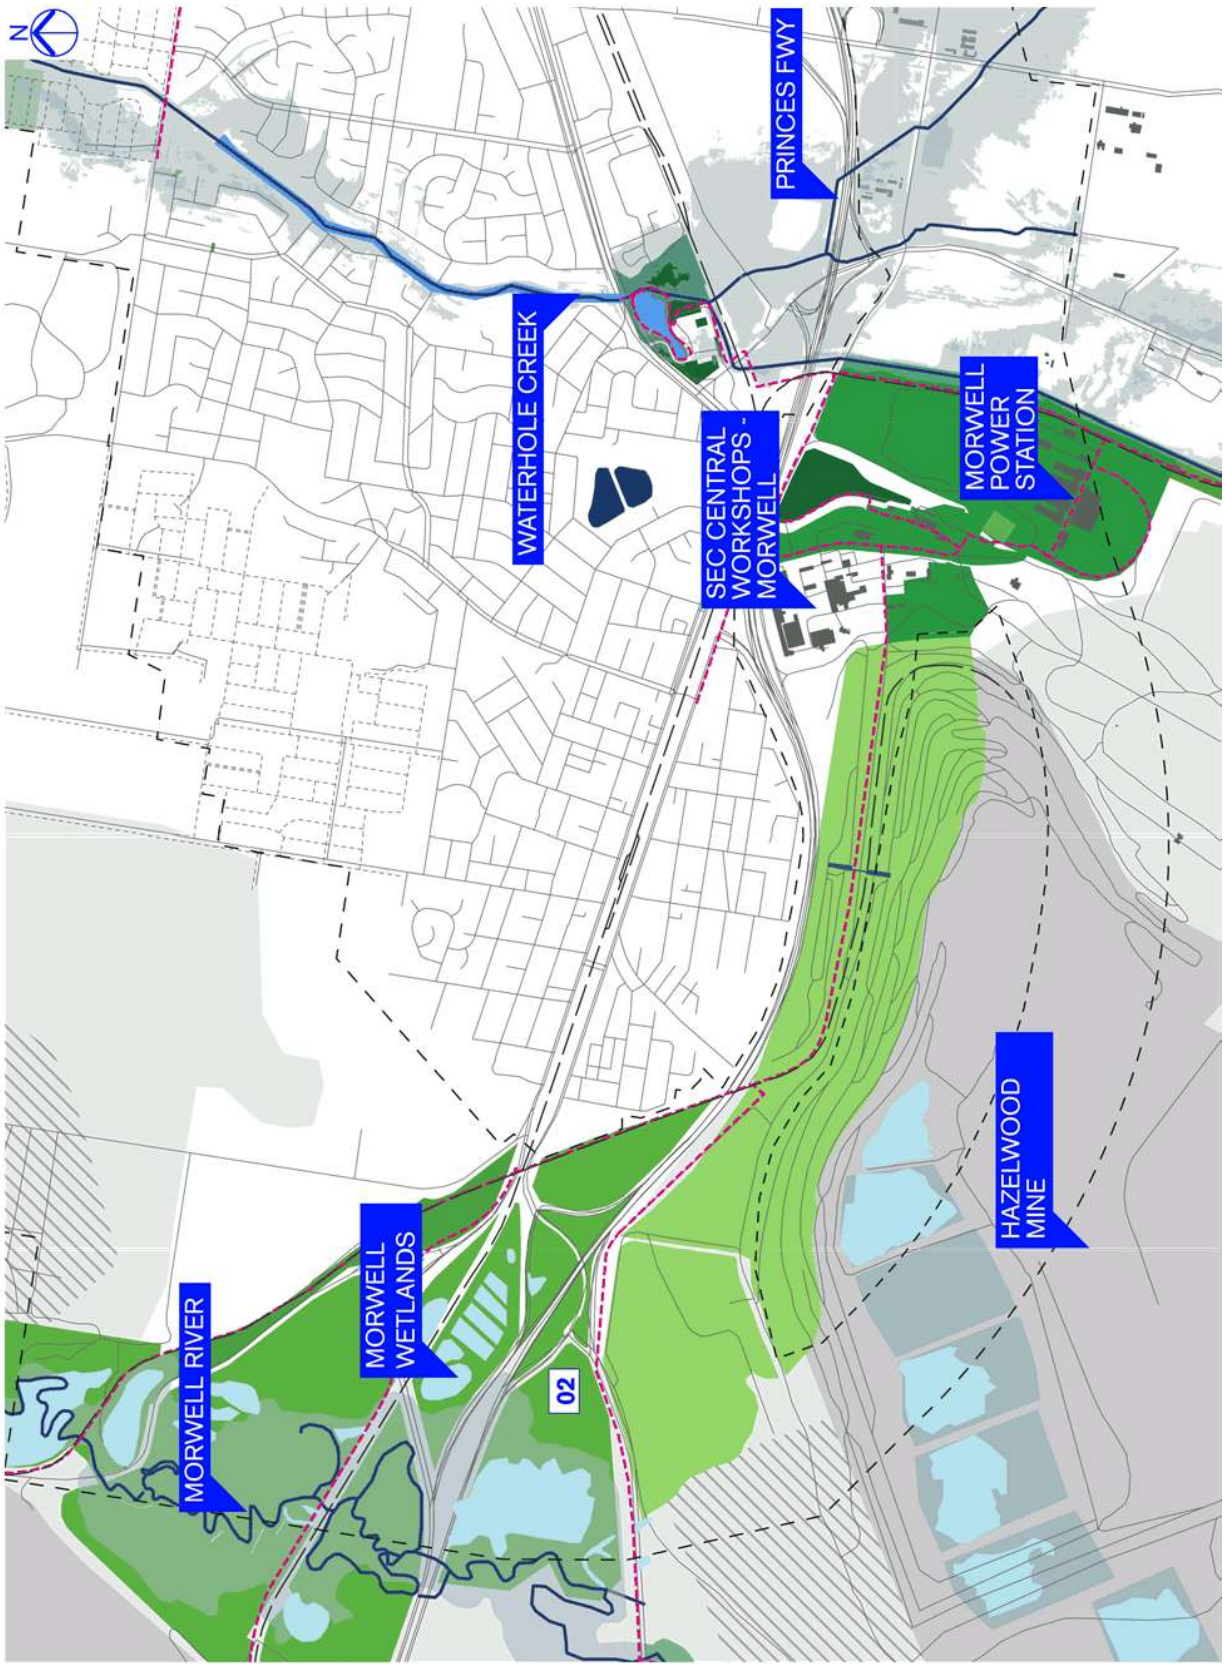 N
PRINCES FWY
WATERHOLE CREEK
SEC CENTRAL
WORKSHOPS -
MORWELL
MORWELL
POWER
STATION
MORWELL RIVER
MORWELL
WETLANDS
02
HAZELWOOD
MINE